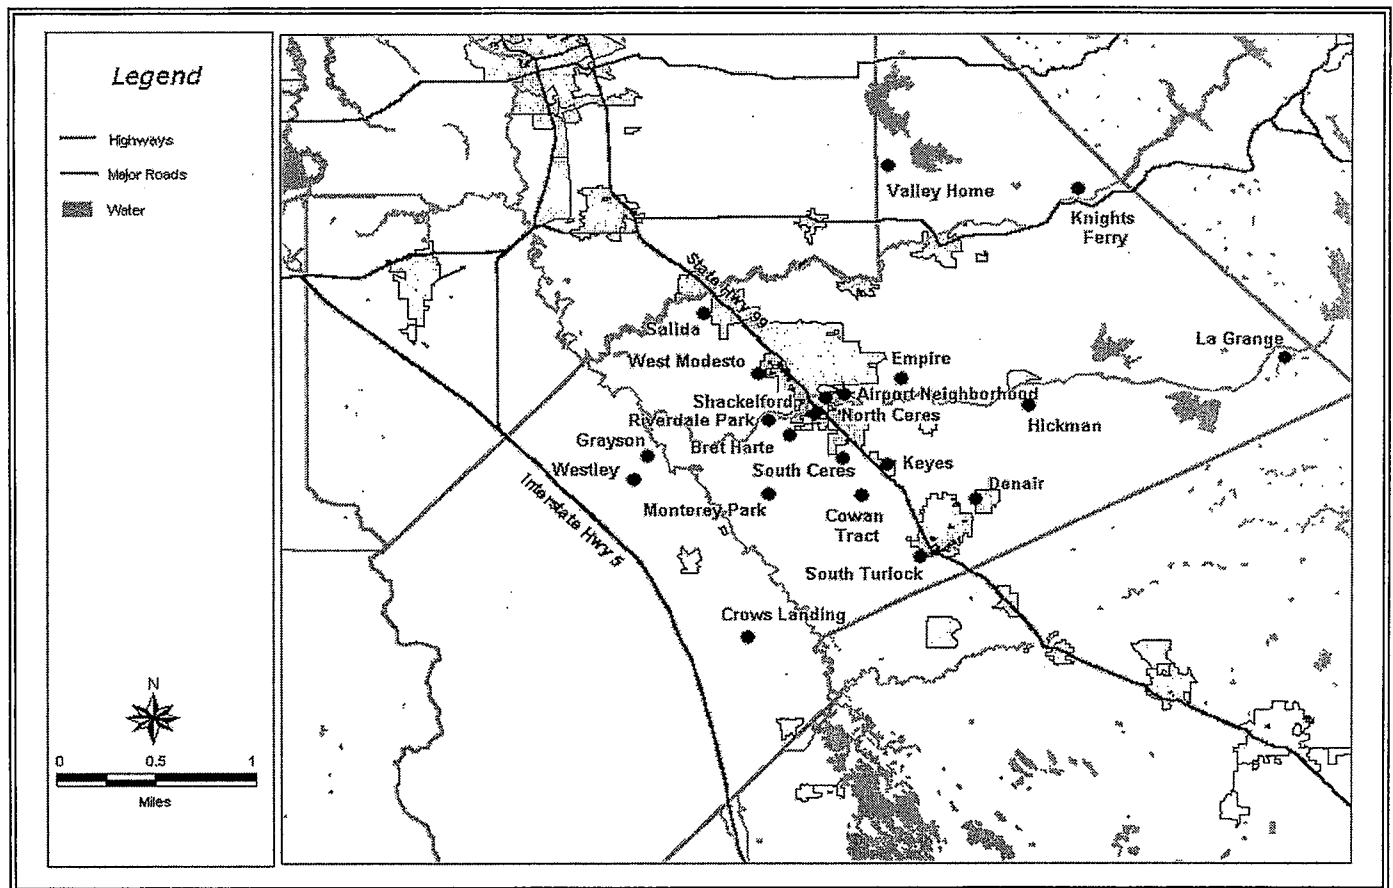 Legend
Highways
Major Roads
Water
N
0 0.5 1
Miles
Valley Home
Knights
Ferry
State Hwy 99
Salida
La Grange
West Modesto
Empire
Shackelford
Airport Neighborhood
Riverdale Park
North Ceres
Hickman
Bret Harte
Grayson
South Ceres
Keyes
Westley
Denair
Interstate Hwy 5
Monterey Park
Cowan
Tract
South Turlock
Crows Landing